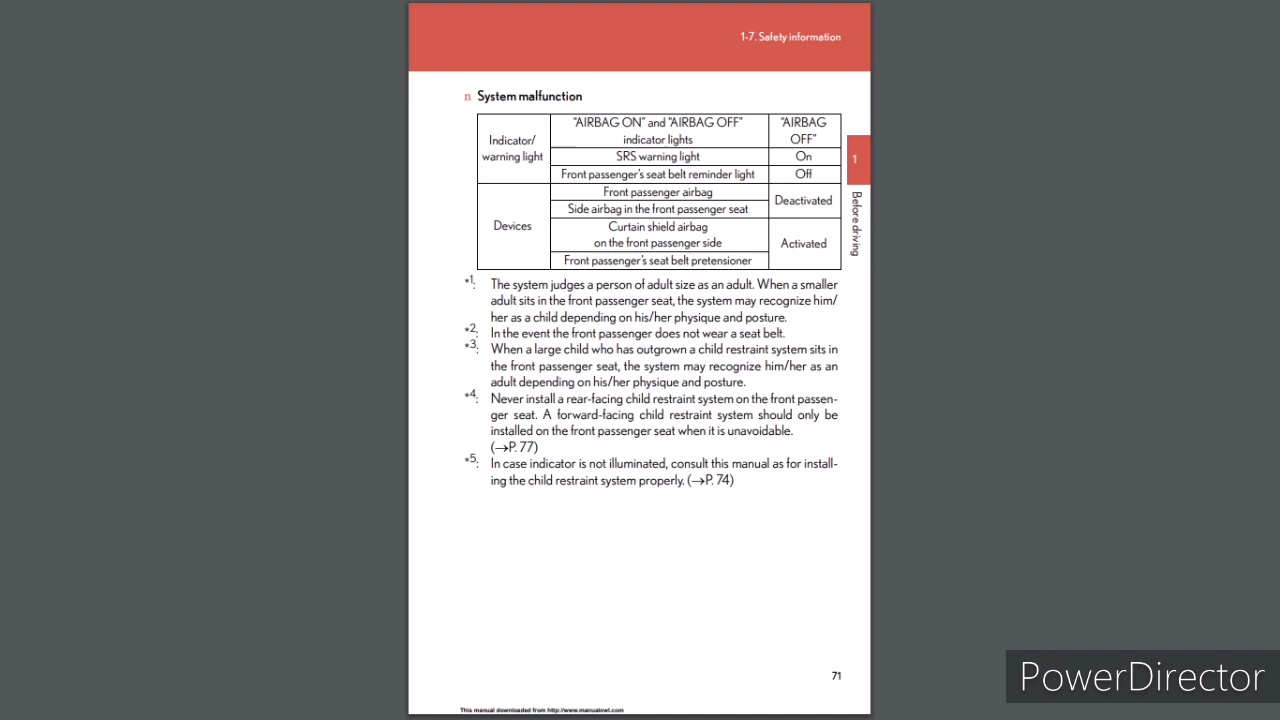 1-7. Safety information
n System malfunction
Indicator/
warning light
"AIRBAG ON" and "AIRBAG OFF"
indicator lights
"AIRBAG
OFF"
SRS warning light
On
Front passenger's seat belt reminder light
Off
Devices
Front passenger airbag
Side airbag in the front passenger seat
Deactivated
Curtain shield airbag
on the front passenger side
Front passenger's seat belt pretensioner
Activated
1
Before driving
*1: The system judges a person of adult size as an adult. When a smaller
adult sits in the front passenger seat, the system may recognize him/
her as a child depending on his/her physique and posture.
*2: In the event the front passenger does not wear a seat belt.
*3: When a large child who has outgrown a child restraint system sits in
the front passenger seat, the system may recognize him/her as an
adult depending on his/her physique and posture.
*4: Never install a rear-facing child restraint system on the front passen-
ger seat. A forward-facing child restraint system should only be
installed on the front passenger seat when it is unavoidable.
(→P. 77)
*5: In case indicator is not illuminated, consult this manual as for install-
ing the child restraint system properly. (→P. 74)
71
This manual downloaded from http://www.manualowl.com
PowerDirector